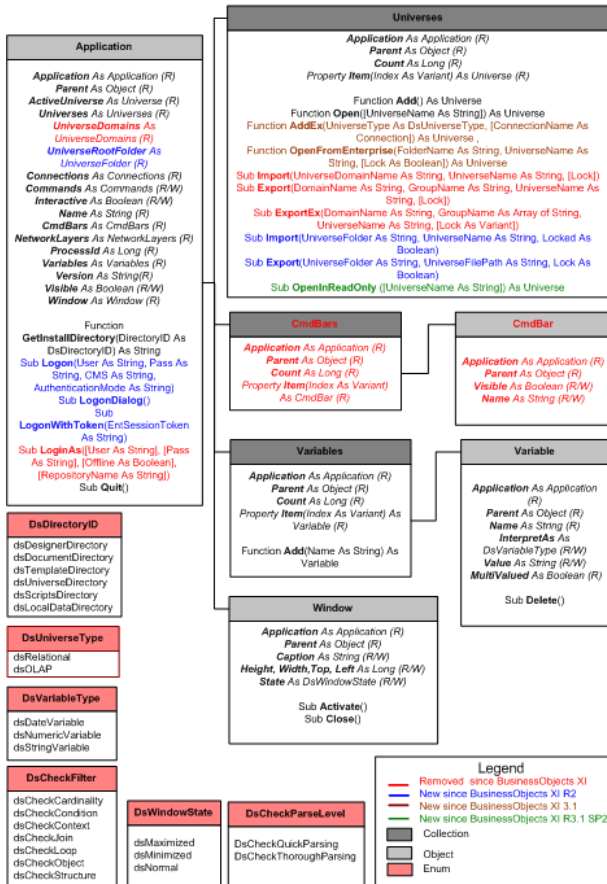 Application
Application As Application (R)
Parent As Object (R)
ActiveUniverse As Universe (R)
Universes As Universes (R)
UniverseDomains As
UniverseDomains (R)
UniverseRootFolder As
UniverseFolder (R)
Connections As Connections (R)
Commands As Commands (R/W)
Interactive As Boolean (R/W)
Name As String (R)
CmdBars As CmdBars (R)
NetworkLayers As NetworkLayers (R)
ProcessId As Long (R)
Variables As Variables (R)
Version As String(R)
Visible As Boolean (R/W)
Window As Window (R)
Function
GetInstallDirectory(DirectoryID As
DsDirectoryID) As String
Sub Logon(User As String, Pass As
String, CMS As String,
AuthenticationMode As String)
Sub LogonDialog()
Sub
LogonWithToken(EntSessionToken
As String)
Sub LoginAs([User As String], [Pass
As String], [Offline As Boolean],
[RepositoryName As String])
Sub Quit()
Universes
Application As Application (R)
Parent As Object (R)
Count As Long (R)
Property Item(Index As Variant) As Universe (R)
Function Add() As Universe
Function Open([UniverseName As String]) As Universe
Function AddEx(UniverseType As DsUniverseType, [ConnectionName As
Connection]) As Universe ,
Function OpenFromEnterprise(FolderName As String, UniverseName As
String, [Lock As Boolean]) As Universe
Sub Import(UniverseDomainName As String, UniverseName As String, [Lock])
Sub Export(DomainName As String, GroupName As String, UniverseName As
String, [Lock])
Sub ExportEx(DomainName As String, GroupName As Array of String,
UniverseName As String, [Lock As Variant])
Sub Import(UniverseFolder As String, UniverseName As String, Locked As
Boolean)
Sub Export(UniverseFolder As String, UniverseFilePath As String, Lock As
Boolean)
Sub OpenInReadOnly ([UniverseName As String]) As Universe
CmdBars
Application As Application (R)
Parent As Object (R)
Count As Long (R)
Property Item(Index As Variant)
As CmdBar (R)
CmdBar
Application As Application (R)
Parent As Object (R)
Visible As Boolean (R/W)
Name As String (R/W)
Variables
Application As Application (R)
Parent As Object (R)
Count As Long (R)
Property Item(Index As Variant) As
Variable (R)
Function Add(Name As String) As
Variable
Variable
Application As Application
(R)
Parent As Object (R)
Name As String (R)
InterpretAs As
DsVariableType (R/W)
Value As String (R/W)
MultiValued As Boolean (R)
Sub Delete()
Window
Application As Application (R)
Parent As Object (R)
Caption As String (R/W)
Height, Width,Top, Left As Long (R/W)
State As DsWindowState (R/W)
Sub Activate()
Sub Close()
DsDirectoryID
dsDesignerDirectory
dsDocumentDirectory
dsTemplateDirectory
dsUniverseDirectory
dsScriptsDirectory
dsLocalDataDirectory
DsUniverseType
dsRelational
dsOLAP
DsVariableType
dsDateVariable
dsNumericVariable
dsStringVariable
DsCheckFilter
dsCheckCardinality
dsCheckCondition
dsCheckContext
dsCheckJoin
dsCheckLoop
dsCheckObject
dsCheckStructure
DsWindowState
dsMaximized
dsMinimized
dsNormal
DsCheckParseLevel
DsCheckQuickParsing
DsCheckThoroughParsing
Legend
Removed since BusinessObjects XI
New since BusinessObjects XI R2
New since BusinessObjects XI 3.1
New since BusinessObjects XI R3.1 SP2
Collection
Object
Enum